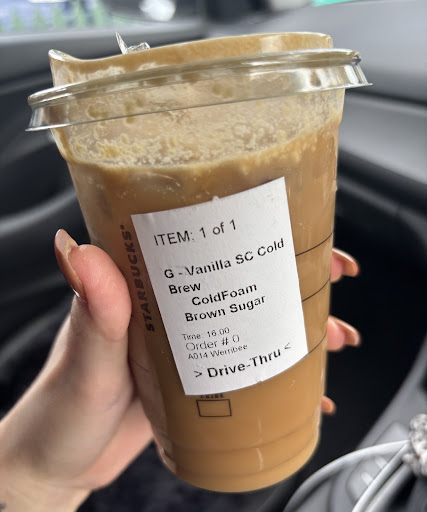 STARBUCKS®
ITEM: 1 of 1
G - Vanilla SC Cold
Brew
ColdFoam
Brown Sugar
Time: 16:00
Order # 0
A014 Werribee
> Drive-Thru <